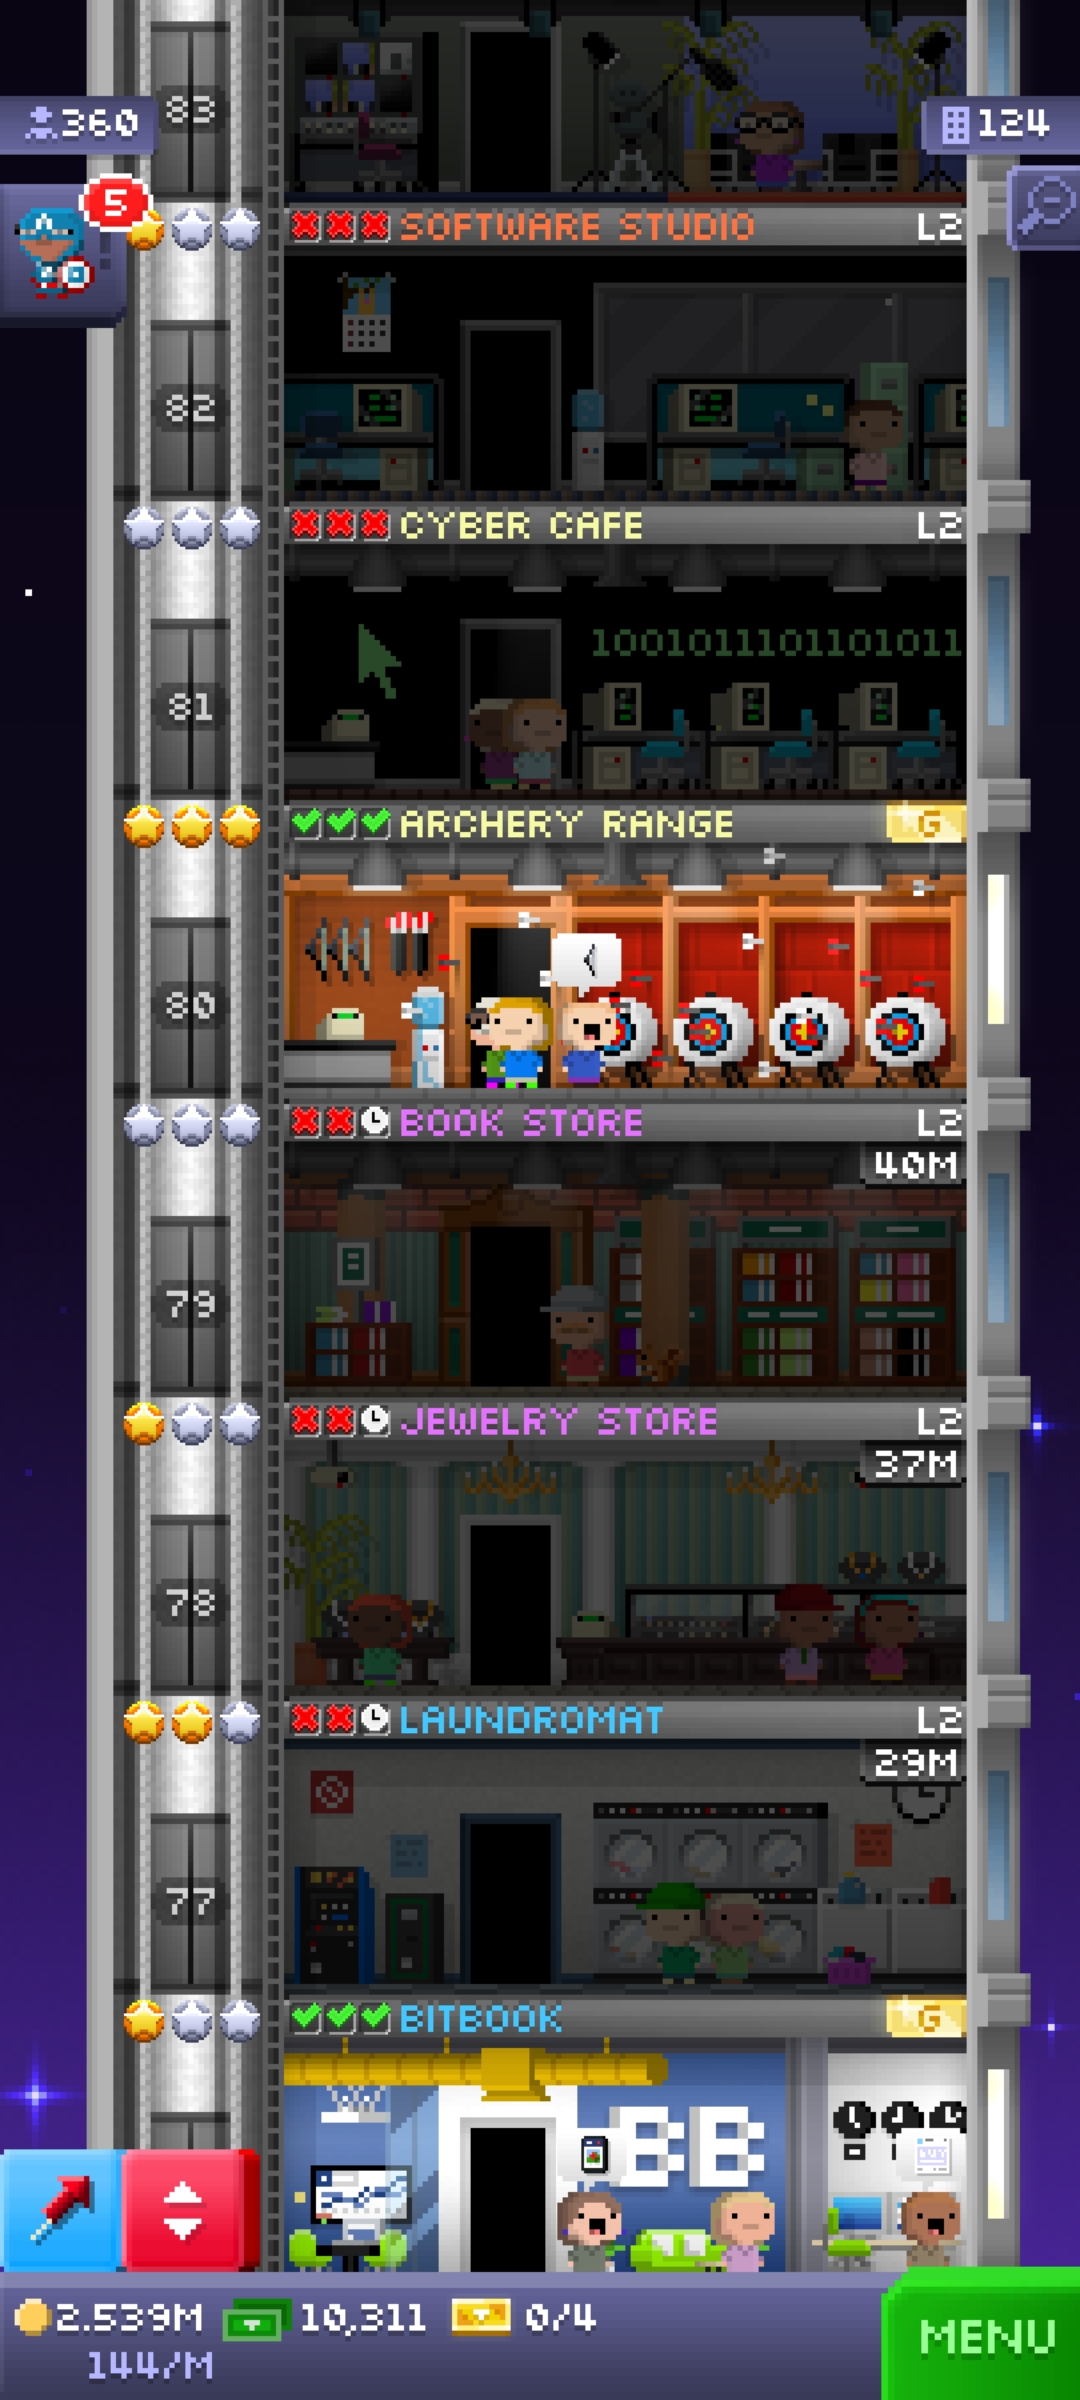 83
360
124
5
SOFTWARE STUDIO L2
82
CYBER CAFE L2
1001011101101011
81
ARCHERY RANGE G
80
BOOK STORE L2
40M
79
JEWELRY STORE L2
37M
78
LAUNDROMAT L2
29M
77
BITBOOK G
BB
2.539M 10,311 0/4
144/M
MENU